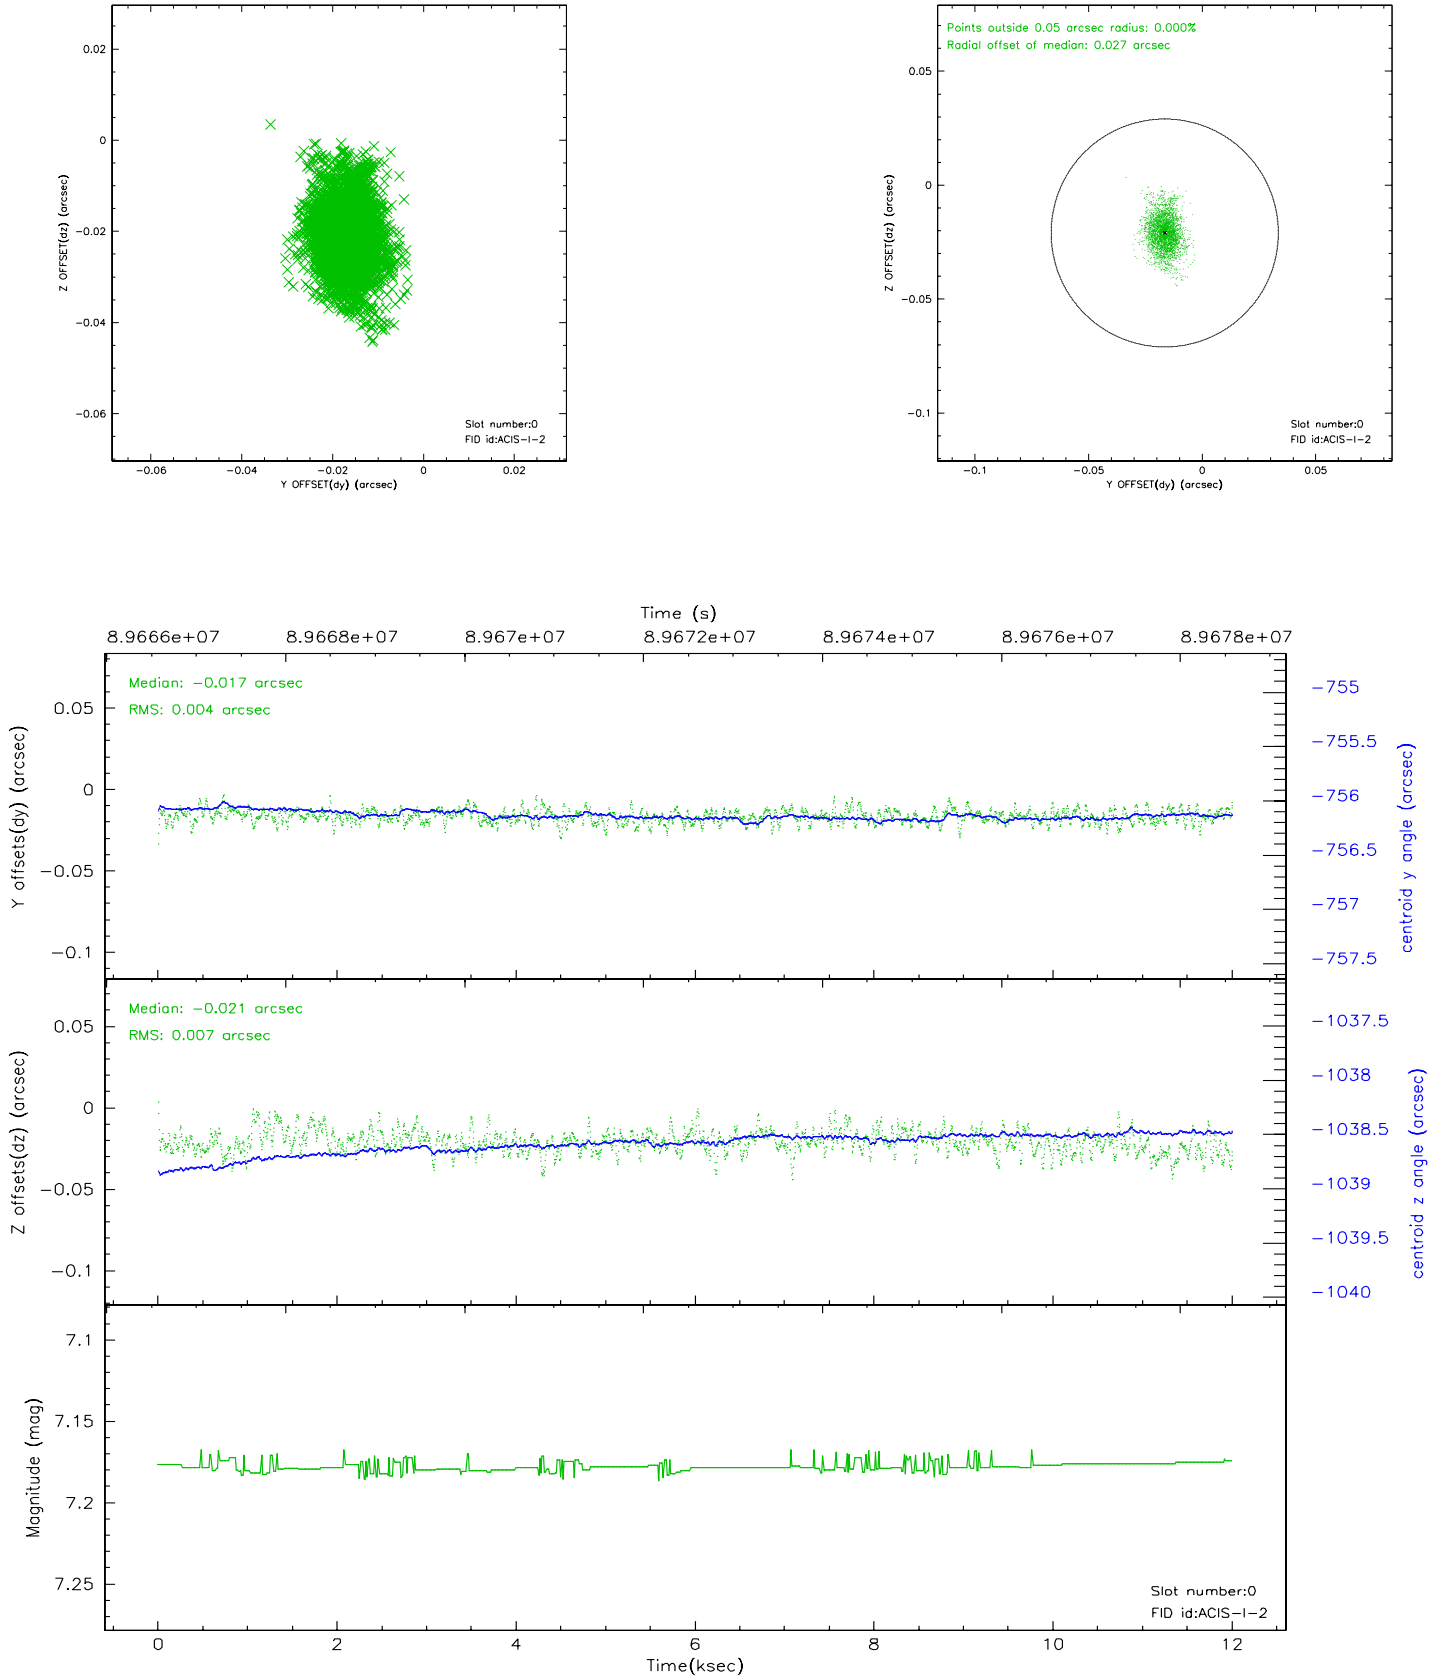 0.02
0
−0.02
−0.04
−0.06
Z OFFSET(dz) (arcsec)
Slot number:0
FID id:ACIS−I−2
−0.06 −0.04 −0.02 0 0.02
Y OFFSET(dy) (arcsec)
Points outside 0.05 arcsec radius: 0.000%
Radial offset of median: 0.027 arcsec
0.05
0
−0.05
−0.1
Z OFFSET(dz) (arcsec)
Slot number:0
FID id:ACIS−I−2
−0.1 −0.05 0 0.05
Y OFFSET(dy) (arcsec)
Time (s)
8.9666e+07 8.9668e+07 8.967e+07 8.9672e+07 8.9674e+07 8.9676e+07 8.9678e+07
Median: −0.017 arcsec
RMS: 0.004 arcsec
0.05
0
−0.05
−0.1
Y offsets(dy) (arcsec)
−755
−755.5
−756
−756.5
−757
−757.5
centroid y angle (arcsec)
Median: −0.021 arcsec
RMS: 0.007 arcsec
0.05
0
−0.05
−0.1
Z offsets(dz) (arcsec)
−1037.5
−1038
−1038.5
−1039
−1039.5
−1040
centroid z angle (arcsec)
7.1
7.15
7.2
7.25
Magnitude (mag)
Slot number:0
FID id:ACIS−I−2
0 2 4 6 8 10 12
Time(ksec)